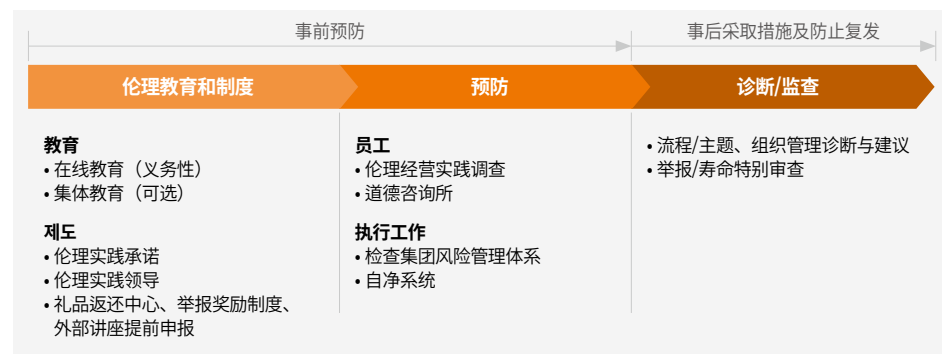 事前预防
事后采取措施及防止复发
伦理教育和制度
预防
诊断/监查
教育
• 在线教育（义务性）
• 集体教育（可选）
제도
• 伦理实践承诺
• 伦理实践领导
• 礼品返还中心、举报奖励制度、
外部讲座提前申报
员工
• 伦理经营实践调查
• 道德咨询所
执行工作
• 检查集团风险管理体系
• 自净系统
• 流程/主题、组织管理诊断与建议
• 举报/寿命特别审查